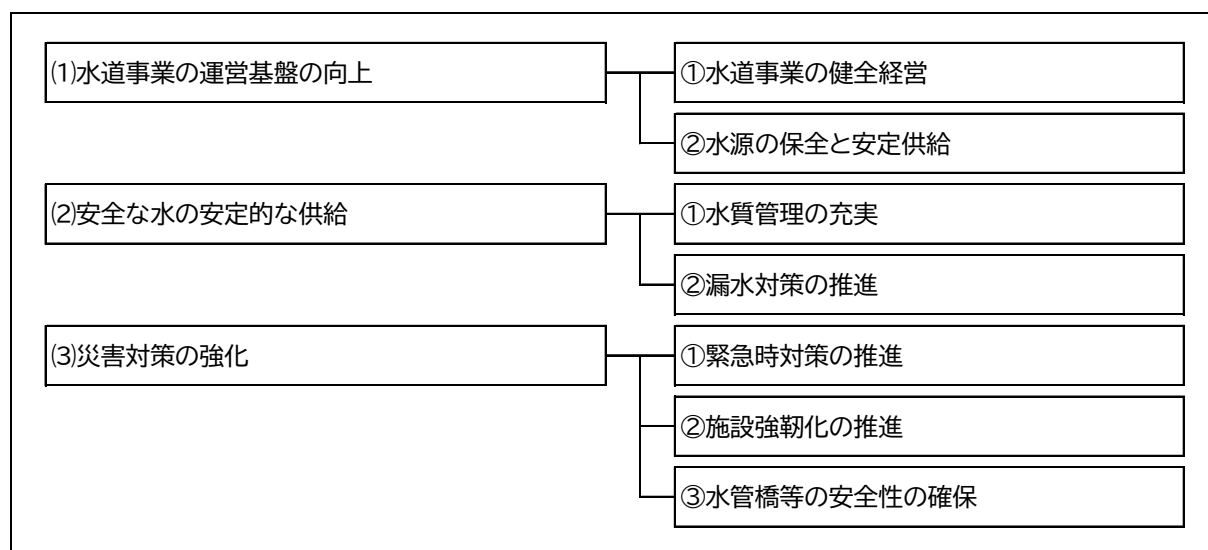 ⑴水道事業の運営基盤の向上
①水道事業の健全経営
②水源の保全と安定供給
⑵安全な水の安定的な供給
①水質管理の充実
②漏水対策の推進
⑶災害対策の強化
①緊急時対策の推進
②施設強靭化の推進
③水管橋等の安全性の確保